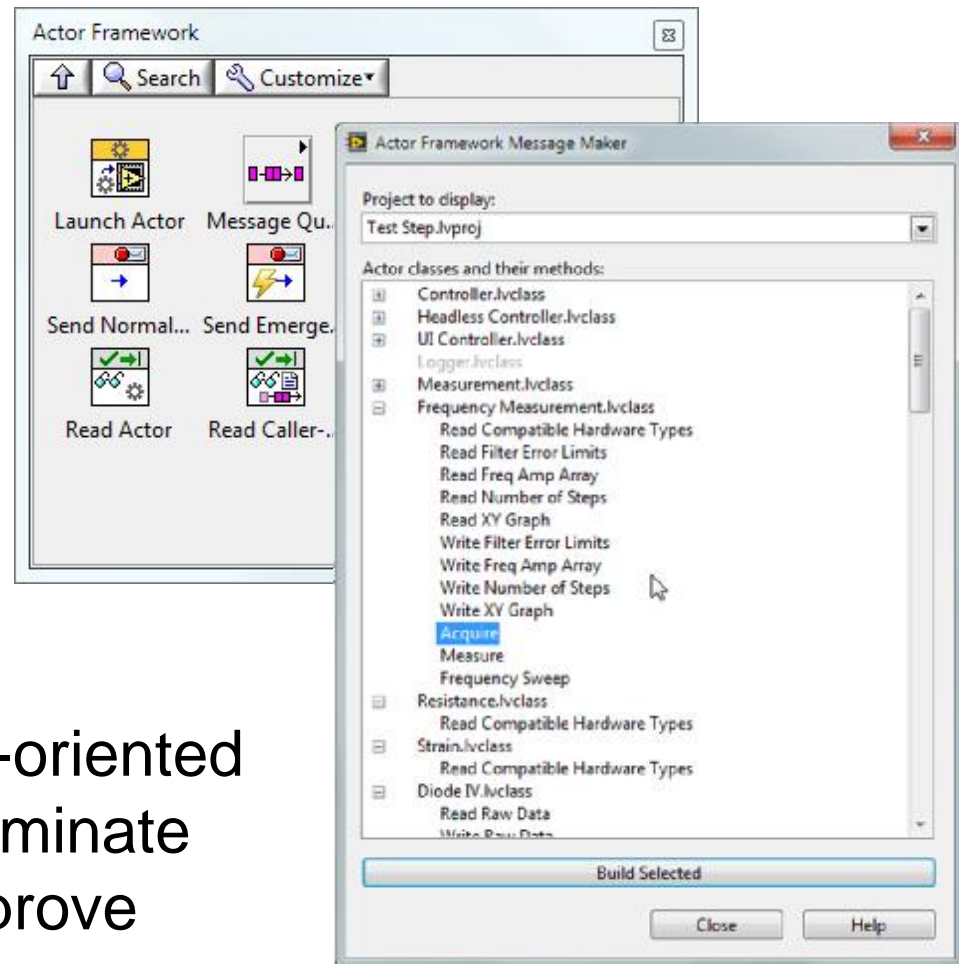 Actor Framework
Search Customize
Launch Actor Message Qu..
Send Normal... Send Emerge.
Read Actor Read Caller-..
Actor Framework Message Maker
Project to display:
Test Step.lvproj
Actor classes and their methods:
Controller.lvclass
Headless Controller.lvclass
UI Controller.lvclass
Logger.lvclass
Measurement.lvclass
Frequency Measurement.lvclass
Read Compatible Hardware Types
Read Filter Error Limits
Read Freq Amp Array
Read Number of Steps
Read XY Graph
Write Filter Error Limits
Write Freq Amp Array
Write Number of Steps
Write XY Graph
Acquire
Measure
Frequency Sweep
Resistance.lvclass
Read Compatible Hardware Types
Strain.lvclass
Read Compatible Hardware Types
Diode IV.lvclass
Read Raw Data
Write Raw Data
Build Selected
Close Help
-oriented
minate
prove